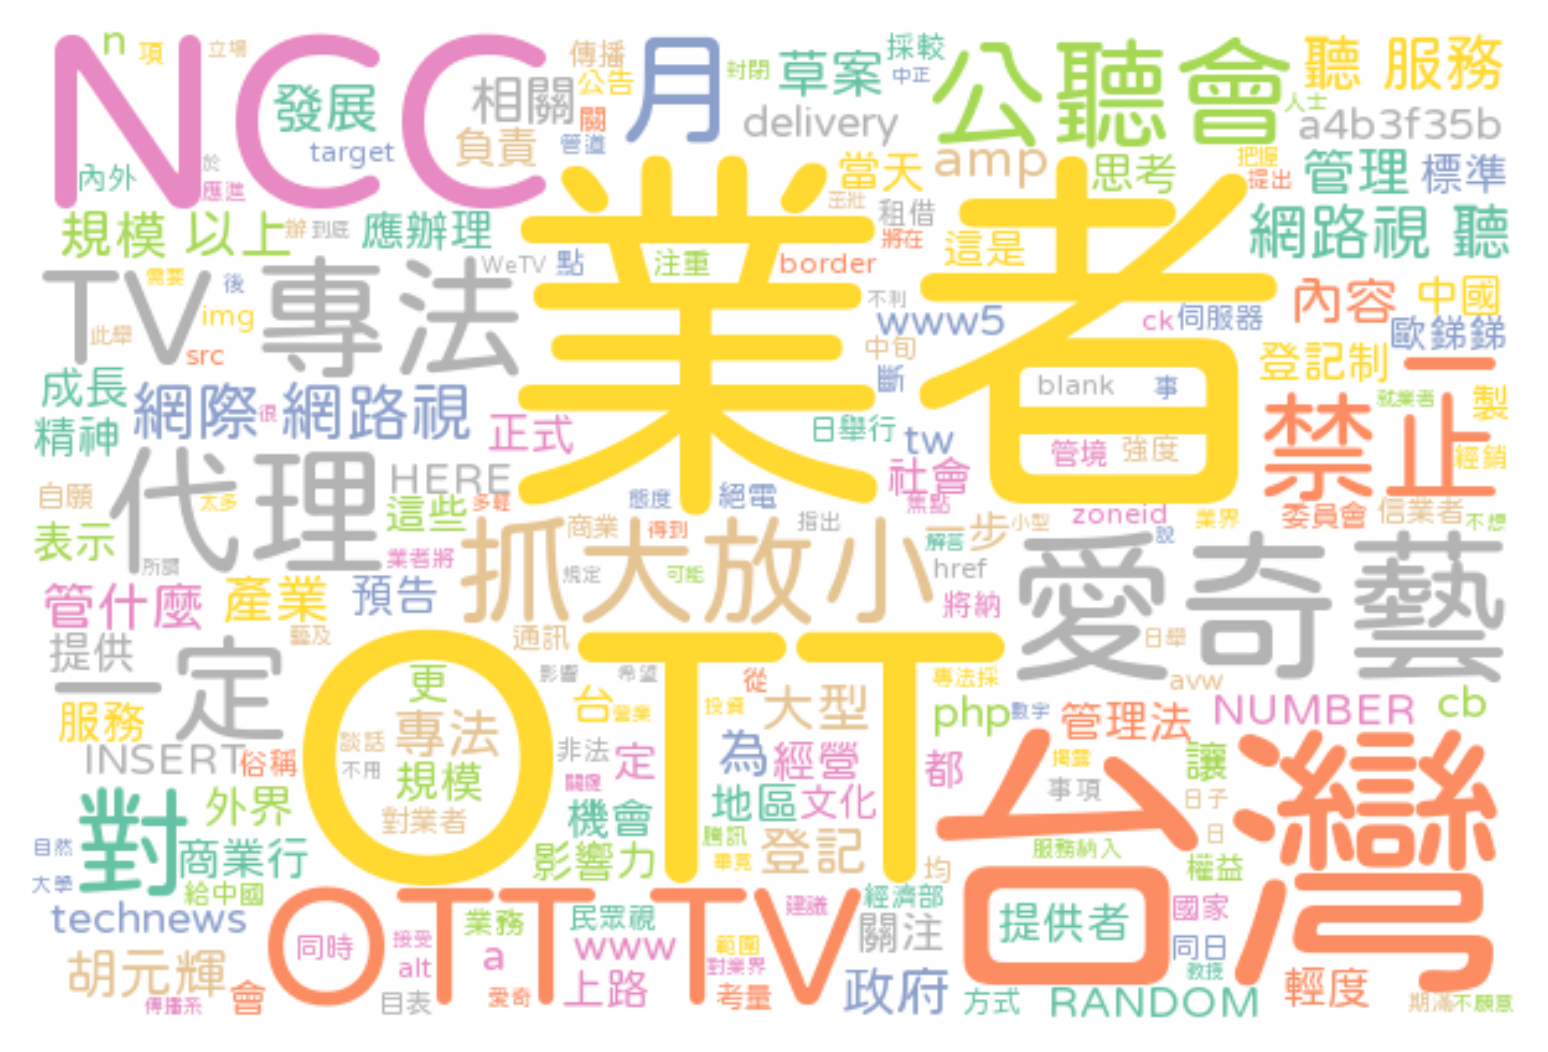 n
項
立場
NCC
發展
target
傳播
相關
公告
負責
關
管道
月
封閉
草案
採較
中正
delivery
公聽會
聽 服務
人士
a4b3f35b
內外
於
應進
當天
amp
思考
把握
提出
管理
標準
規模 以上
辦
到底
應辦理
租借
將在
這是
網路視 聽
TV
需要
後
img
此舉
src
專法
WeTV
點
注重
border
業者
不利
www5
ck
伺服器
內容
中國
歐銻銻
中旬
斷
登記制
一
成長
精神
網際
很
網路視
正式
日舉行
tw
blank
事
管境
強度
禁止
就業者
製
經銷
自願
代理
太多
HERE
這些
多輕
態度
絕電
社會
焦點
zoneid
業界
委員會
信業者
不想
表示
所謂
業者將
抓大放小
商業
得到
指出
規定
可能
一步
小型
解答
href
將納
說
愛奇藝
管什麼
產業
預告
藝及
通訊
日舉
提供
一定
服務
INSERT
俗稱
OTT
更
專法
談話
不用
規模
對業者
影響
希望
台
營業
從
投資
大型
專法採
avw
php
數字
管理法
NUMBER
cb
非法
定
關係
為
經營
都
揭露
事項
讓
日子
日
台灣
對
外界
商業行
機會
影響力
地區
文化
騰訊
畢竟
登記
均
服務納入
權益
自然
大學
給中國
technews
OTT TV
同時
接受
alt
業務
a
民眾視
www
建議
範圍
對業界
經濟部
關注
提供者
國家
同日
教授
胡元輝
傳播系
會
目表
愛奇
上路
考量
政府
方式
RANDOM
輕度
期滿
不願意